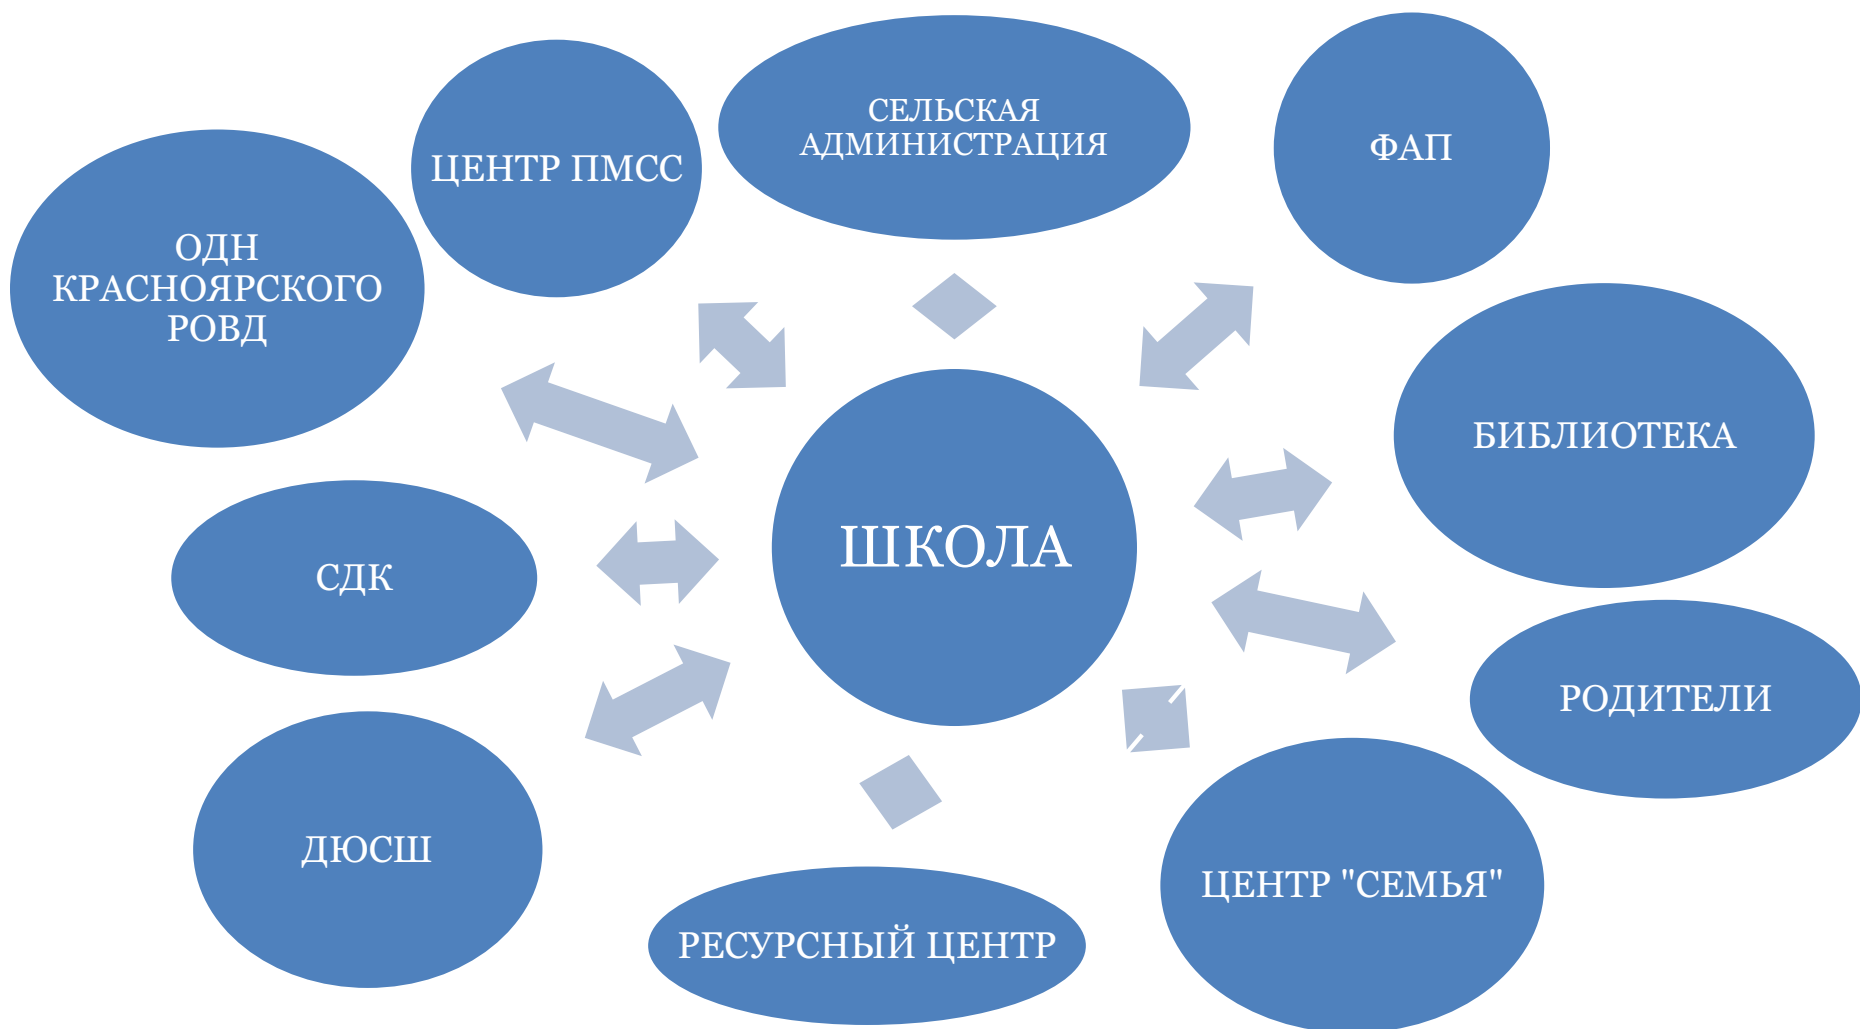 СЕЛЬСКАЯ
АДМИНИСТРАЦИЯ
ФАП
ЦЕНТР ПМСС
ОДН
КРАСНОЯРСКОГО
РОВД
БИБЛИОТЕКА
ШКОЛА
СДК
РОДИТЕЛИ
ДЮСШ
ЦЕНТР "СЕМЬЯ"
РЕСУРСНЫЙ ЦЕНТР